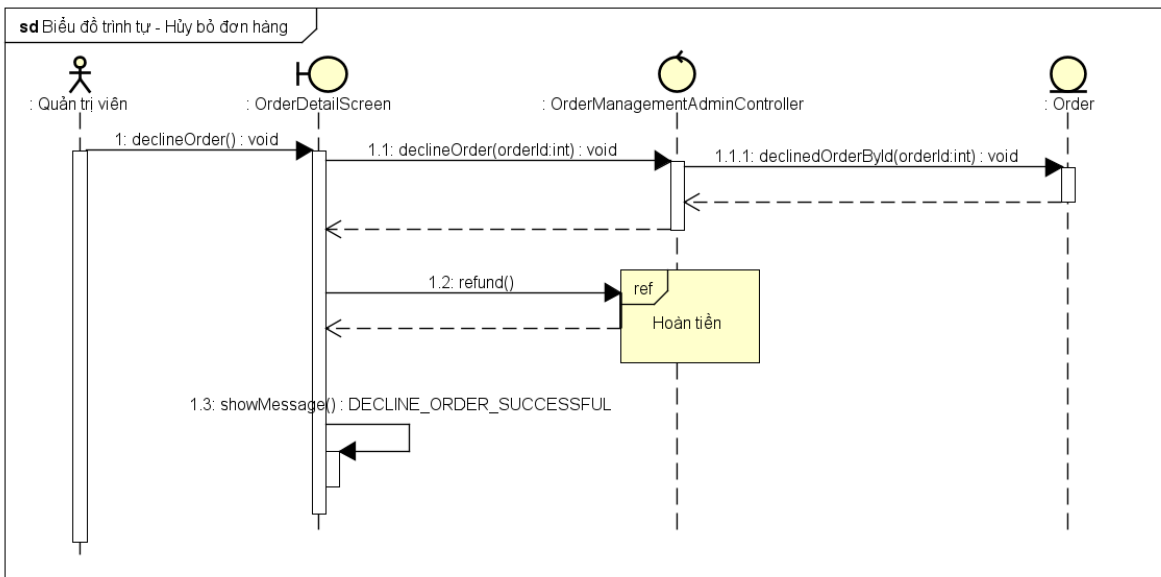 sd Biểu đồ trình tự - Hủy bỏ đơn hàng
: Quản trị viên
: OrderDetailScreen
: OrderManagementAdminController
: Order
1: declineOrder() : void
1.1: declineOrder(orderId:int) : void
1.1.1: declinedOrderById(orderId:int) : void
1.2: refund()
ref
Hoàn tiền
1.3: showMessage() : DECLINE_ORDER_SUCCESSFUL